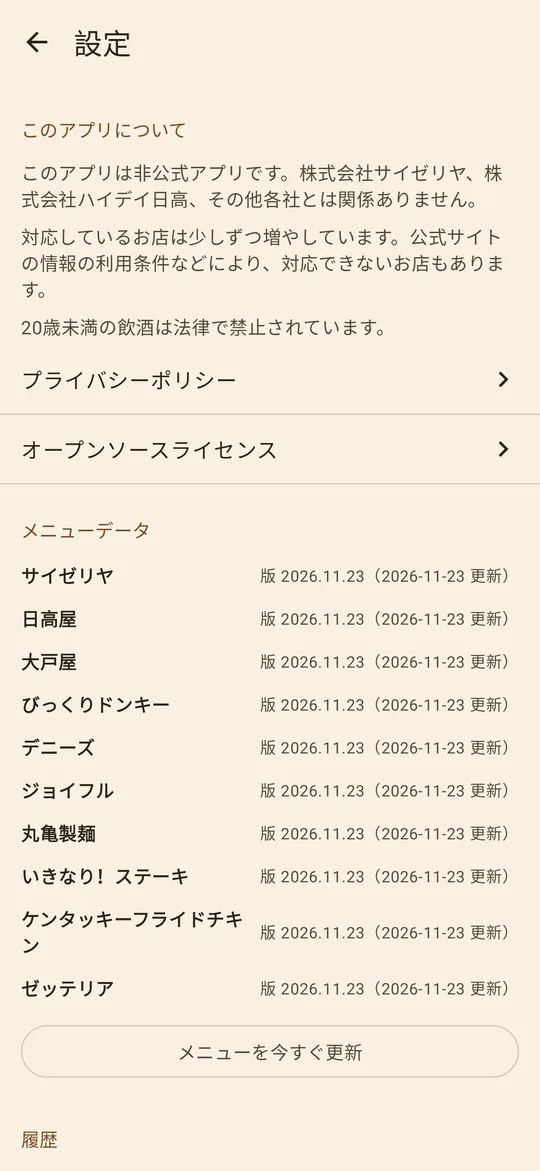 設定
このアプリについて
このアプリは非公式アプリです。株式会社サイゼリヤ、株
式会社ハイデイ日高、その他各社とは関係ありません。
対応しているお店は少しずつ増やしています。公式サイト
の情報の利用条件などにより、対応できないお店もありま
す。
20歳未満の飲酒は法律で禁止されています。
プライバシーポリシー
オープンソースライセンス
メニューデータ
サイゼリヤ 版 2026.11.23（2026-11-23 更新）
日高屋 版 2026.11.23（2026-11-23 更新）
大戸屋 版 2026.11.23（2026-11-23 更新）
びっくりドンキー 版 2026.11.23（2026-11-23 更新）
デニーズ 版 2026.11.23（2026-11-23 更新）
ジョイフル 版 2026.11.23（2026-11-23 更新）
丸亀製麺 版 2026.11.23（2026-11-23 更新）
いきなり！ステーキ 版 2026.11.23（2026-11-23 更新）
ケンタッキーフライドチキ
ン 版 2026.11.23（2026-11-23 更新）
ゼッテリア 版 2026.11.23（2026-11-23 更新）
メニューを今すぐ更新
履歴